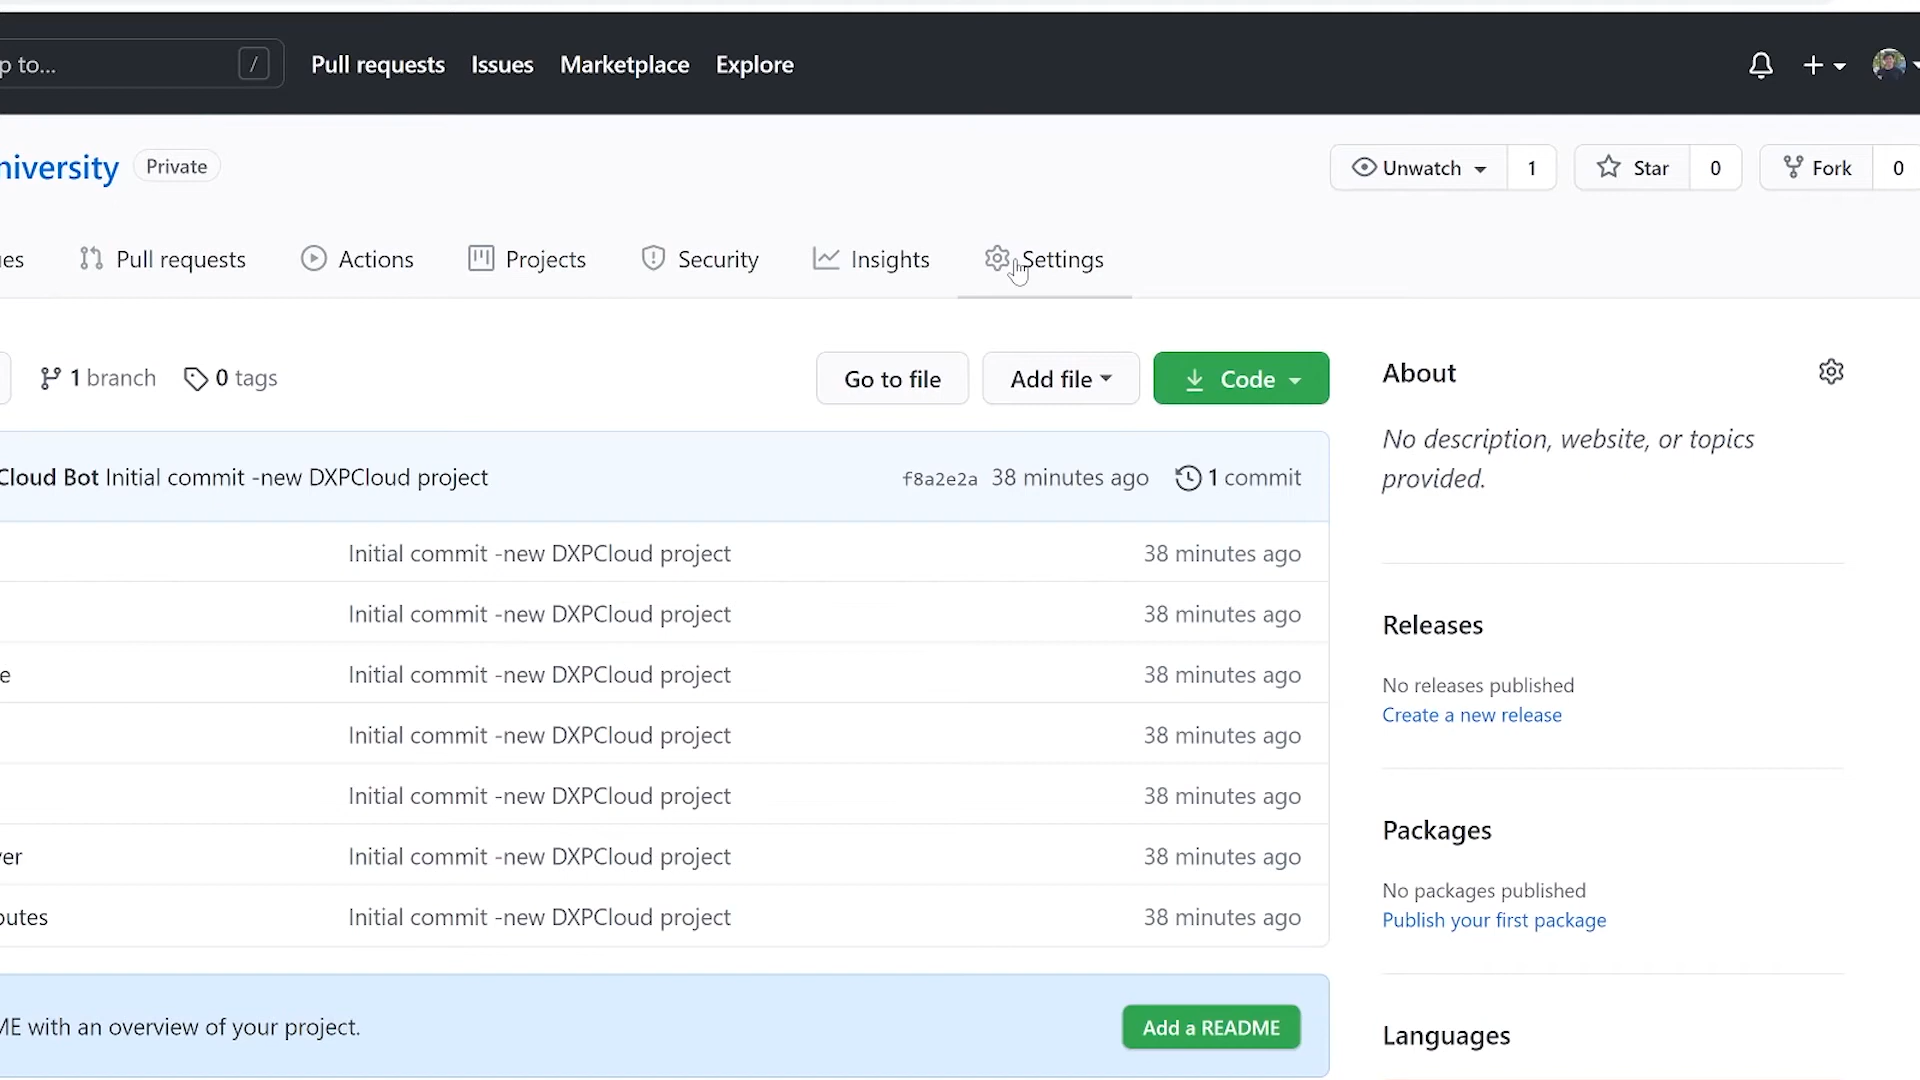 p to... /
Pull requests Issues Marketplace Explore
niversity Private
Unwatch 1 Star 0 Fork 0
es Pull requests Actions Projects Security Insights Settings
1 branch 0 tags
Go to file Add file Code
Cloud Bot Initial commit -new DXPCloud project f8a2e2a 38 minutes ago 1 commit
Initial commit -new DXPCloud project 38 minutes ago
Initial commit -new DXPCloud project 38 minutes ago
e Initial commit -new DXPCloud project 38 minutes ago
Initial commit -new DXPCloud project 38 minutes ago
Initial commit -new DXPCloud project 38 minutes ago
er Initial commit -new DXPCloud project 38 minutes ago
butes Initial commit -new DXPCloud project 38 minutes ago
ME with an overview of your project. Add a README
About
No description, website, or topics
provided.
Releases
No releases published
Create a new release
Packages
No packages published
Publish your first package
Languages